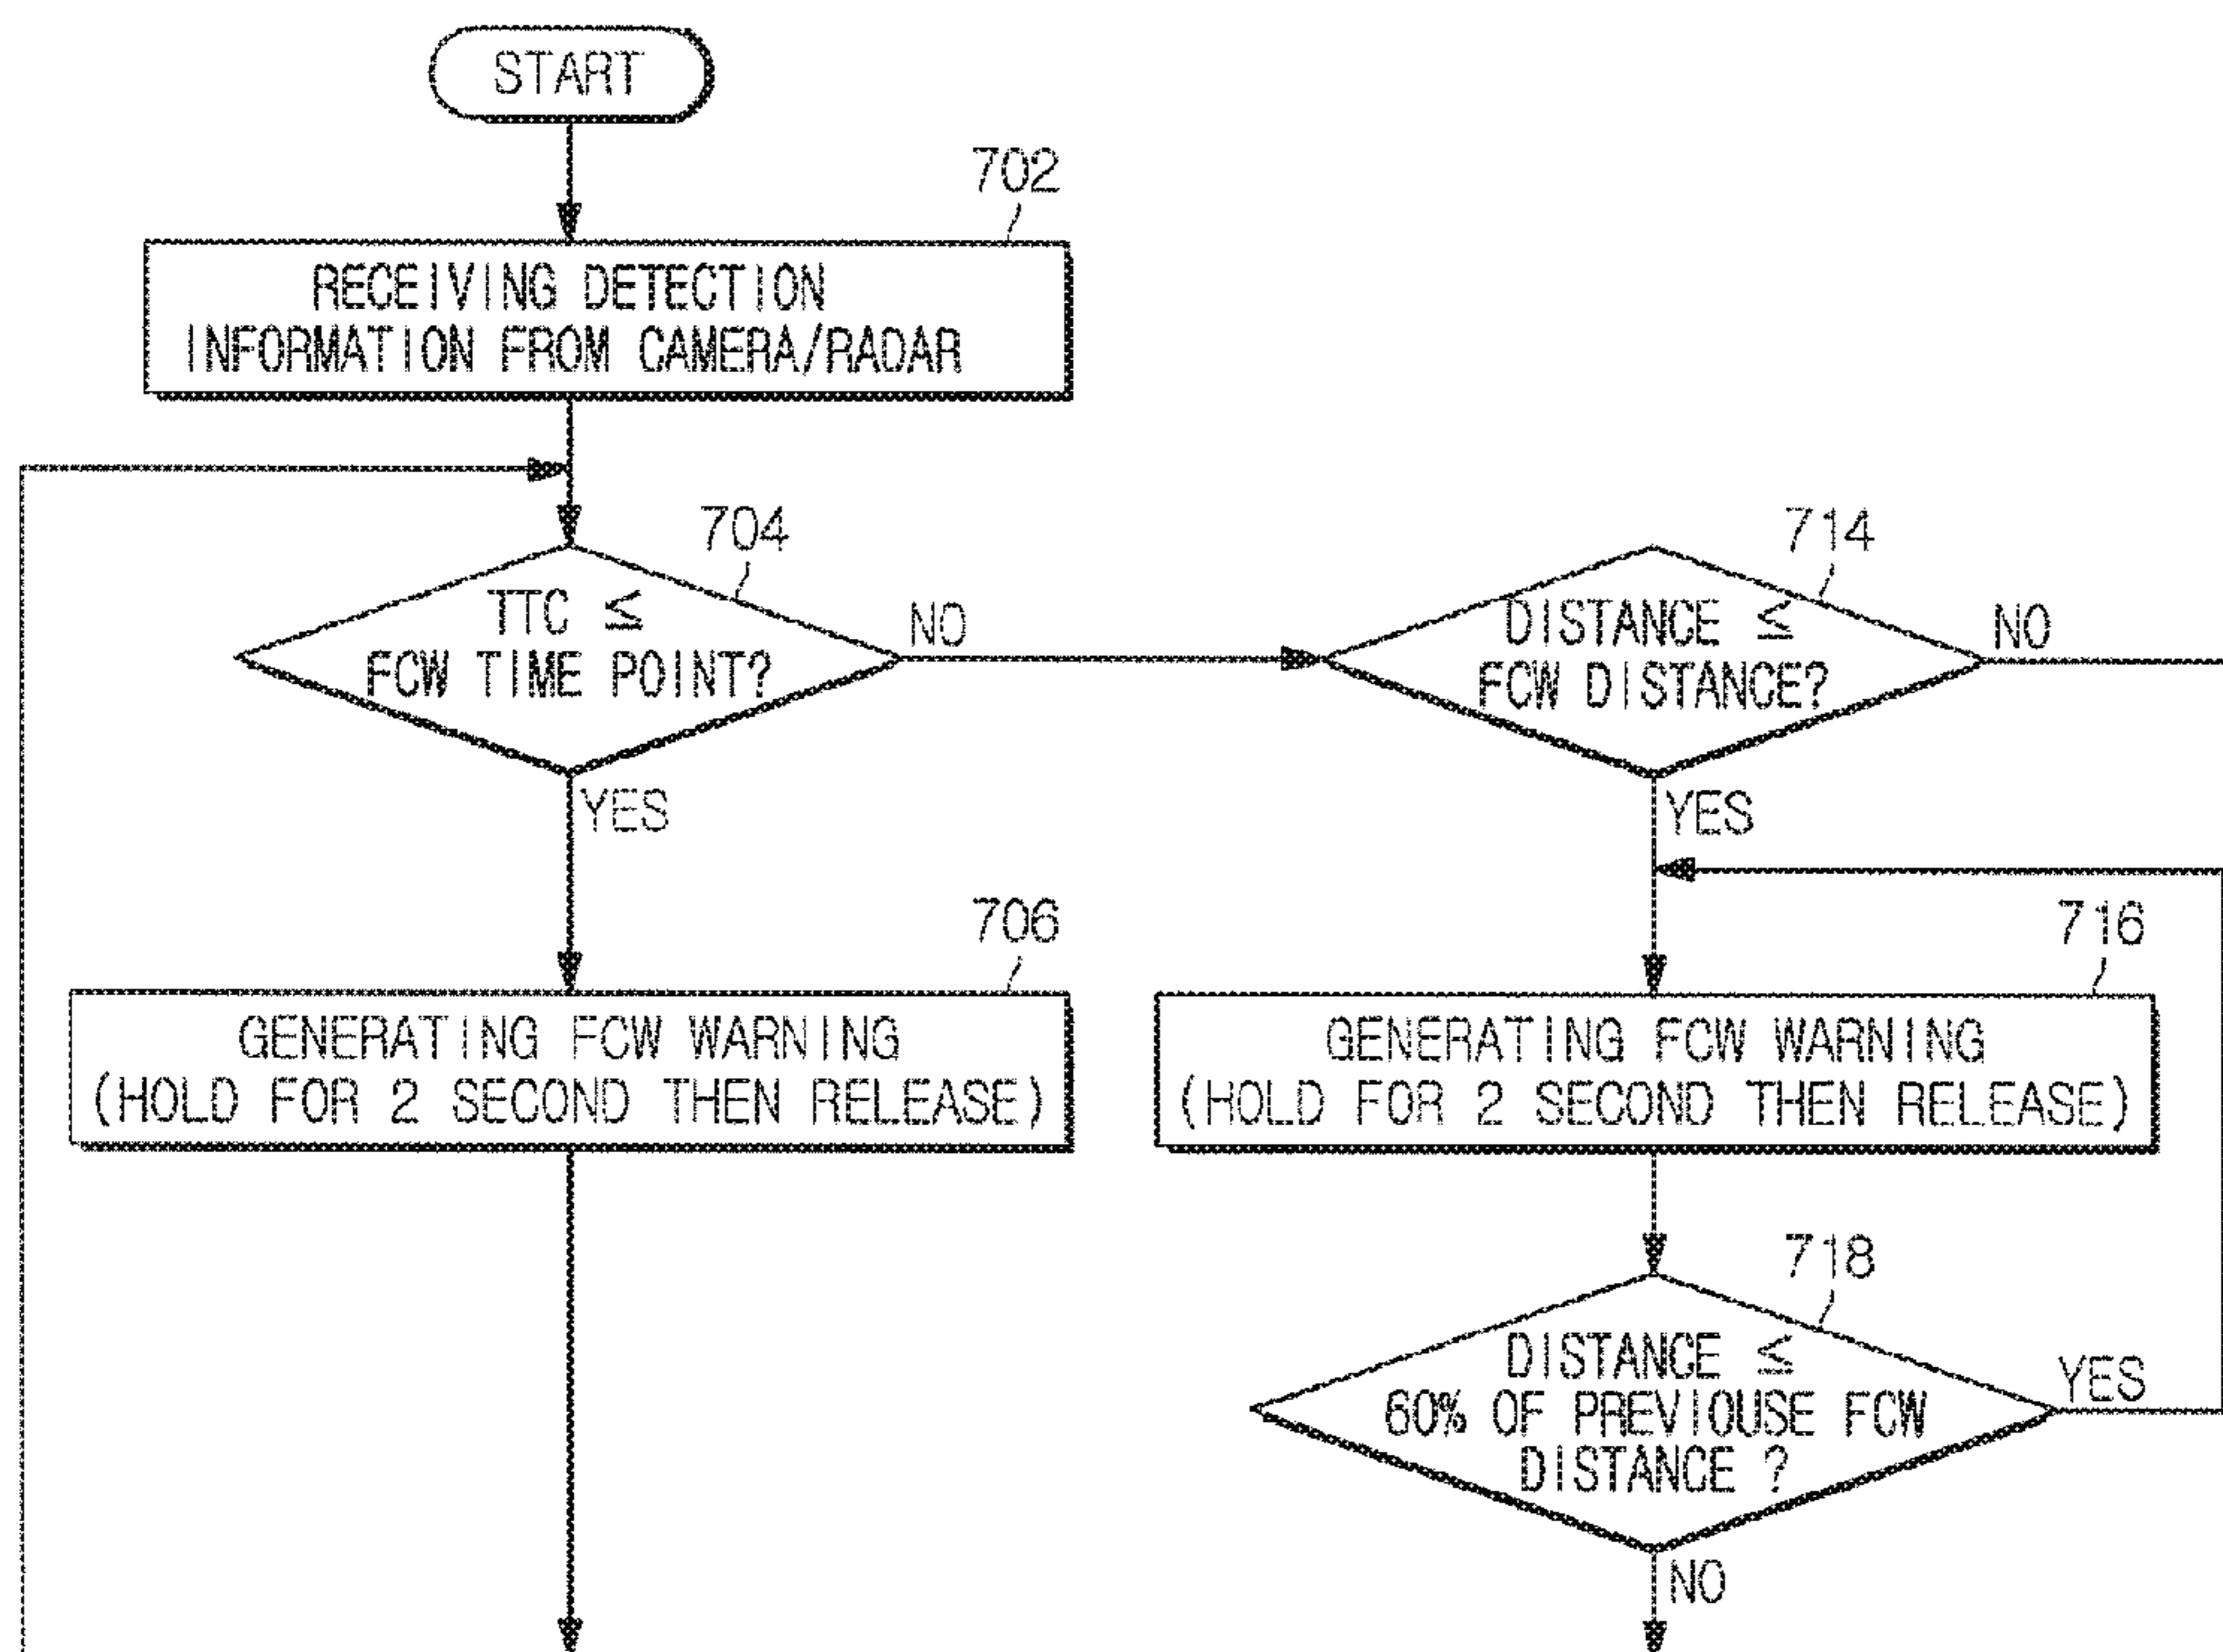 START
702
RECEIVING DETECTION
INFORMATION FROM CAMERA/RADAR
704
TTC ≤
FCW TIME POINT?
NO
YES
714
DISTANCE ≤
FCW DISTANCE?
NO
YES
706
GENERATING FCW WARNING
(HOLD FOR 2 SECOND THEN RELEASE)
716
GENERATING FCW WARNING
(HOLD FOR 2 SECOND THEN RELEASE)
718
DISTANCE ≤
60% OF PREVIOUSE FCW
DISTANCE ?
YES
NO